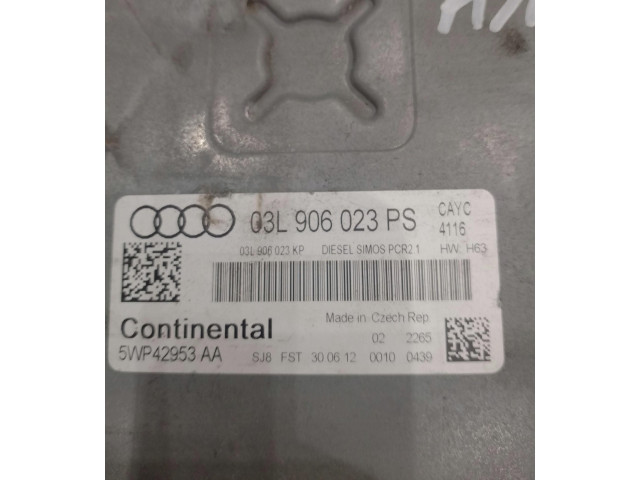 03L 906 023 PS CAYC
4116
03L 906 023 KP DIESEL SIMOS PCR2.1 HW: H63
Continental
Made in Czech Rep.
02 2265
5WP42953 AA SJ8 FST 30 06 12 0010 0439